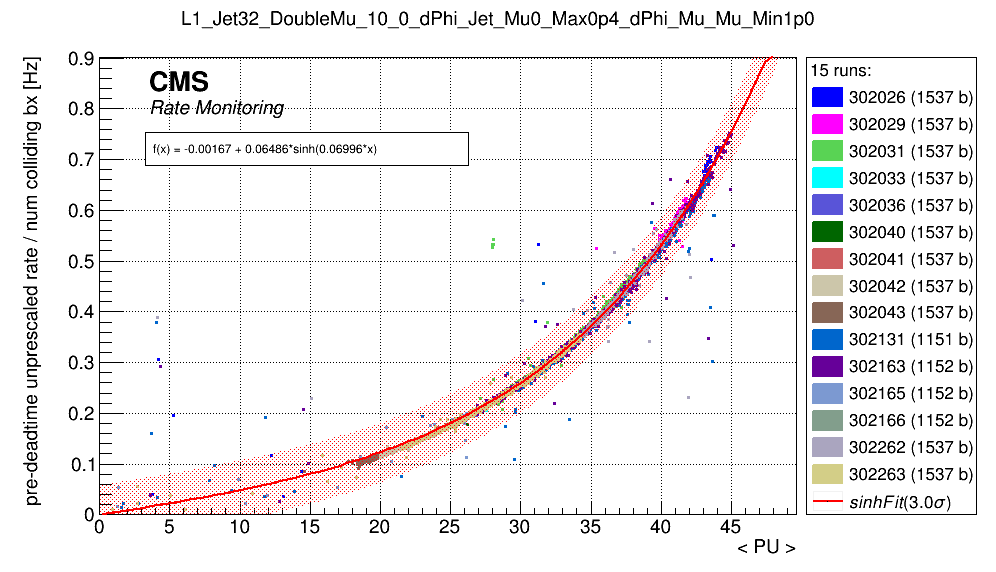 L1_Jet32_DoubleMu_10_0_dPhi_Jet_Mu0_Max0p4_dPhi_Mu_Mu_Min1p0
pre-deadtime unprescaled rate / num colliding bx [Hz]
0.9
0.8
0.7
0.6
0.5
0.4
0.3
0.2
0.1
0
CMS
Rate Monitoring
f(x) = -0.00167 + 0.06486*sinh(0.06996*x)
0 5 10 15 20 25 30 35 40 45
< PU >
15 runs:
302026 (1537 b)
302029 (1537 b)
302031 (1537 b)
302033 (1537 b)
302036 (1537 b)
302040 (1537 b)
302041 (1537 b)
302042 (1537 b)
302043 (1537 b)
302131 (1151 b)
302163 (1152 b)
302165 (1152 b)
302166 (1152 b)
302262 (1537 b)
302263 (1537 b)
sinhFit(3.0σ)